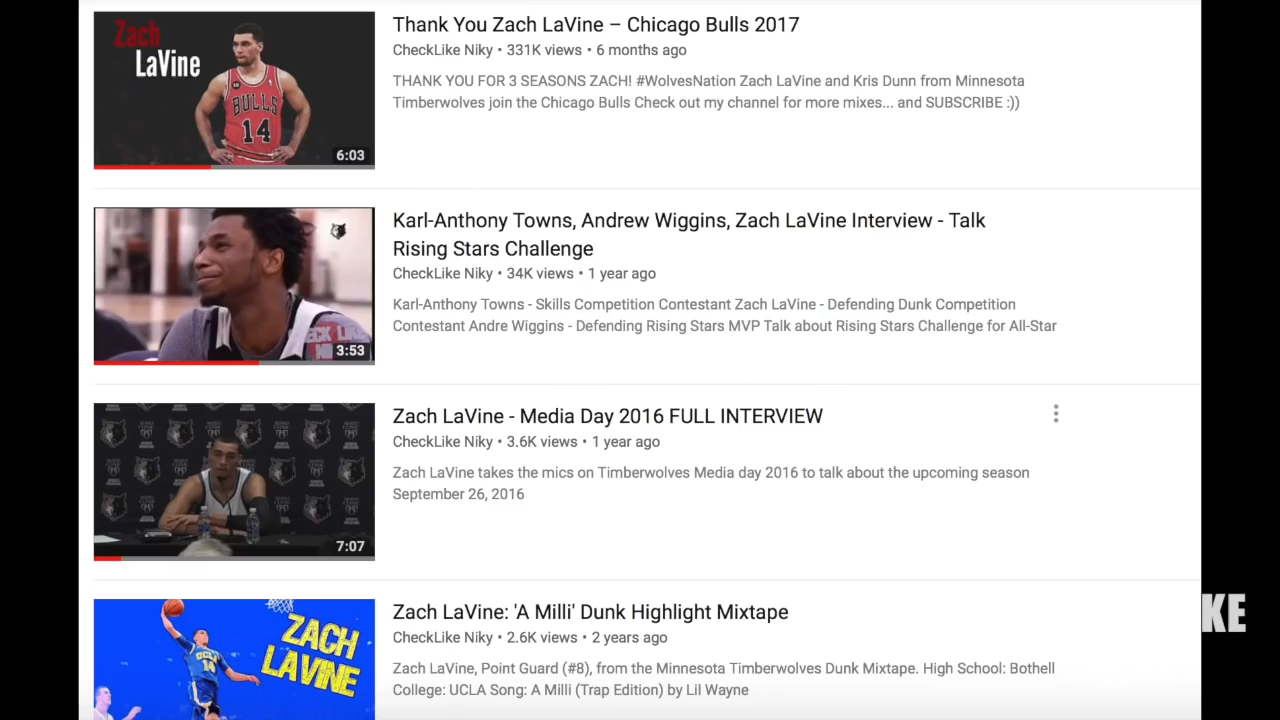 Zach
LaVine
BULLS
14
6:03
Thank You Zach LaVine – Chicago Bulls 2017
CheckLike Niky • 331K views • 6 months ago
THANK YOU FOR 3 SEASONS ZACH! #WolvesNation Zach LaVine and Kris Dunn from Minnesota
Timberwolves join the Chicago Bulls Check out my channel for more mixes... and SUBSCRIBE :))
3:53
Karl-Anthony Towns, Andrew Wiggins, Zach LaVine Interview - Talk
Rising Stars Challenge
CheckLike Niky • 34K views • 1 year ago
Karl-Anthony Towns - Skills Competition Contestant Zach LaVine - Defending Dunk Competition
Contestant Andre Wiggins - Defending Rising Stars MVP Talk about Rising Stars Challenge for All-Star
7:07
Zach LaVine - Media Day 2016 FULL INTERVIEW
CheckLike Niky • 3.6K views • 1 year ago
Zach LaVine takes the mics on Timberwolves Media day 2016 to talk about the upcoming season
September 26, 2016
ZACH
LAVINE
UCLA
14
Zach LaVine: 'A Milli' Dunk Highlight Mixtape
CheckLike Niky • 2.6K views • 2 years ago
Zach LaVine, Point Guard (#8), from the Minnesota Timberwolves Dunk Mixtape. High School: Bothell
College: UCLA Song: A Milli (Trap Edition) by Lil Wayne
KE